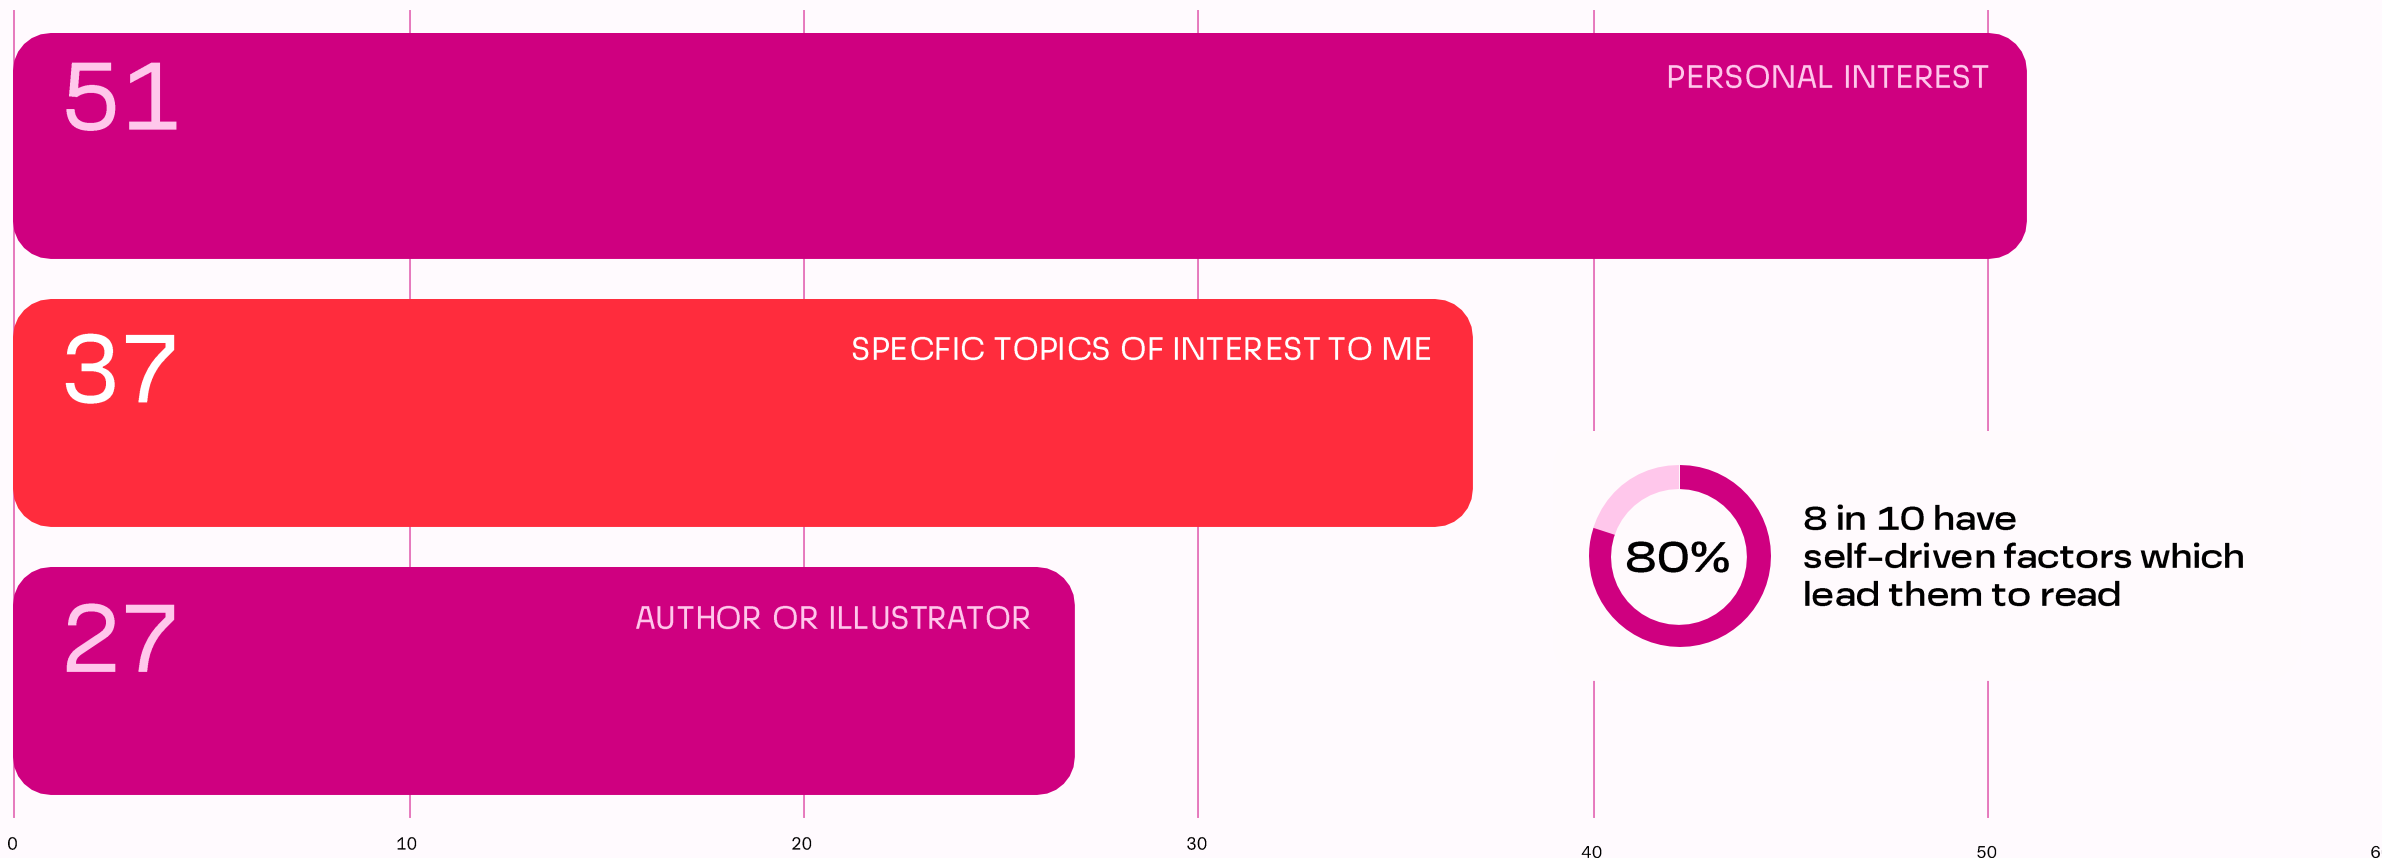 51
PERSONAL INTEREST
37
SPECFIC TOPICS OF INTEREST TO ME
80%
8 in 10 have
self-driven factors which
lead them to read
27
AUTHOR OR ILLUSTRATOR
0 10 20 30 40 50 6